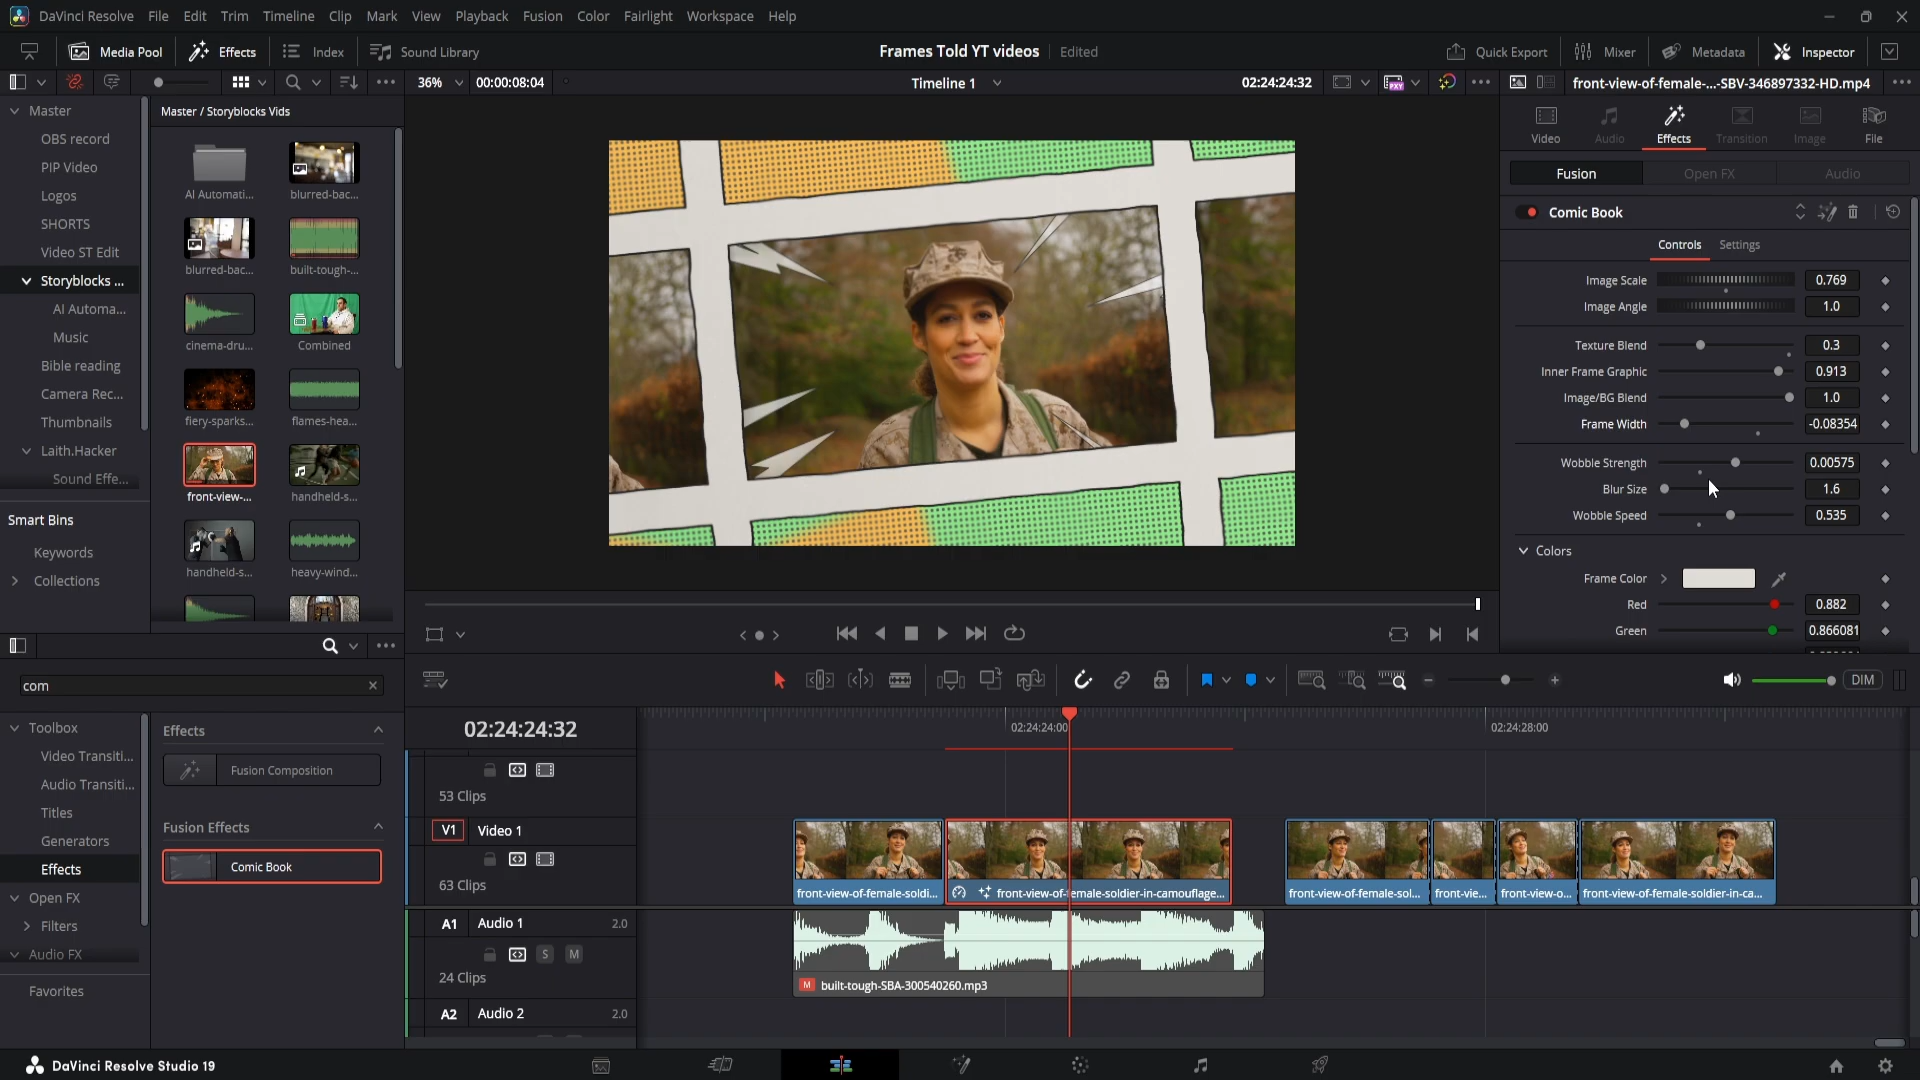 DaVinci Resolve File Edit Trim Timeline Clip Mark View Playback Fusion Color Fairlight Workspace Help
Media Pool Effects Index Sound Library Frames Told YT videos Edited Quick Export Mixer Metadata Inspector
36% 00:00:08:04 Timeline 1 02:24:24:32 PXY front-view-of-female-...-SBV-346897332-HD.mp4
Master
OBS record
PIP Video
Logos
SHORTS
Video ST Edit
Storyblocks ...
AI Automa...
Music
Bible reading
Camera Rec...
Thumbnails
Laith.Hacker
Sound Effe...
Smart Bins
Keywords
Collections
Master / Storyblocks Vids
AI Automati... blurred-bac...
blurred-bac... built-tough-...
cinema-dru... Combined
fiery-sparks... flames-hea...
front-view-... handheld-s...
handheld-s... heavy-wind...
Video Audio Effects Transition Image File
Fusion Open FX Audio
Comic Book
Controls Settings
Image Scale 0.769
Image Angle 1.0
Texture Blend 0.3
Inner Frame Graphic 0.913
Image/BG Blend 1.0
Frame Width -0.08354
Wobble Strength 0.00575
Blur Size 1.6
Wobble Speed 0.535
Colors
Frame Color
Red 0.882
Green 0.866081
com
Toolbox
Video Transiti...
Audio Transiti...
Titles
Generators
Effects
Open FX
Filters
Audio FX
Favorites
Effects
Fusion Composition
Fusion Effects
Comic Book
DIM
02:24:24:32 02:24:24:00 02:24:28:00
53 Clips
V1 Video 1
63 Clips
front-view-of-female-soldi... front-view-of-female-soldier-in-camouflage... front-view-of-female-sol... front-vie... front-view-o... front-view-of-female-soldier-in-ca...
A1 Audio 1 2.0
S M
24 Clips
M built-tough-SBA-300540260.mp3
A2 Audio 2 2.0
DaVinci Resolve Studio 19